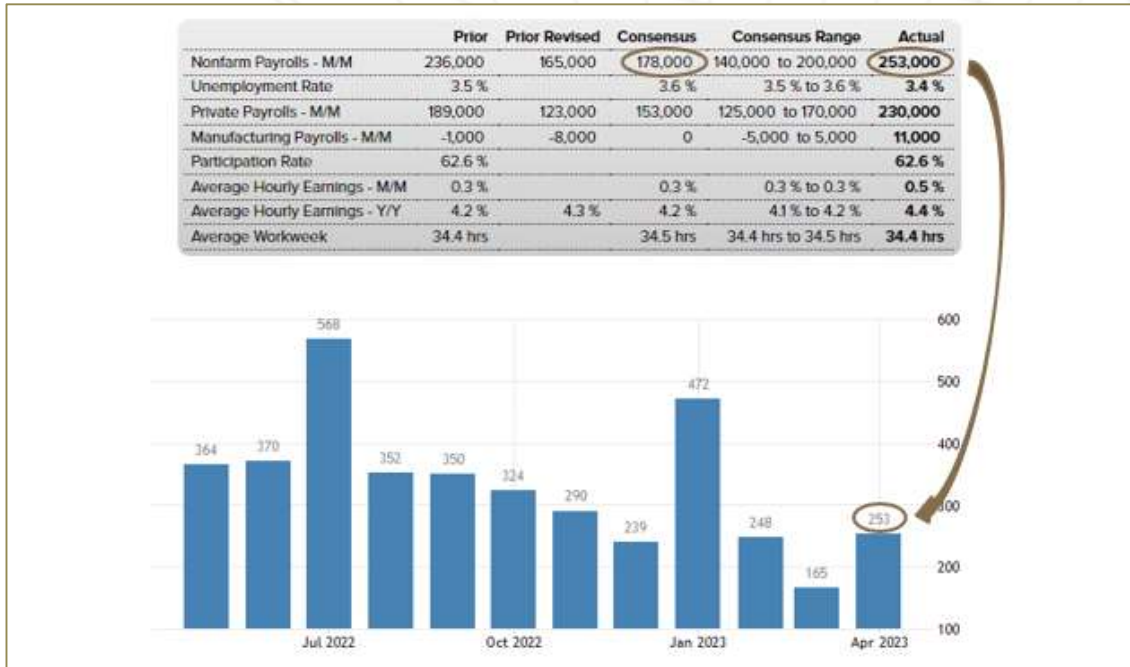 Prior Prior Revised Consensus Consensus Range Actual
Nonfarm Payrolls - M/M 236,000 165,000 178,000 140,000 to 200,000 253,000
Unemployment Rate 3.5 % 3.6 % 3.5 % to 3.6 % 3.4 %
Private Payrolls - M/M 189,000 123,000 153,000 125,000 to 170,000 230,000
Manufacturing Payrolls - M/M -1,000 -8,000 0 -5,000 to 5,000 11,000
Participation Rate 62.6 % 62.6 %
Average Hourly Earnings - M/M 0.3 % 0.3 % 0.3 % to 0.3 % 0.5 %
Average Hourly Earnings - Y/Y 4.2 % 4.3 % 4.2 % 4.1 % to 4.2 % 4.4 %
Average Workweek 34.4 hrs 34.5 hrs 34.4 hrs to 34.5 hrs 34.4 hrs
600
568
500
472
400
364 370 352 350 324
300
290 239 248 253
200
165
100
Jul 2022 Oct 2022 Jan 2023 Apr 2023